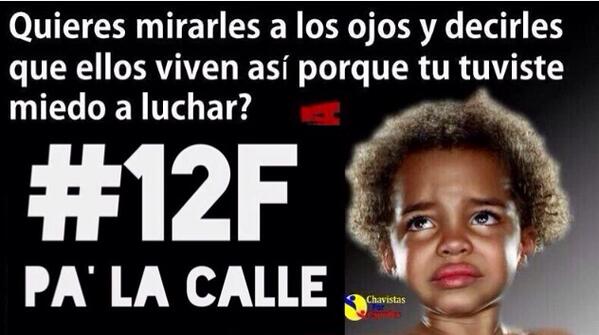 Quieres mirarles a los ojos y decirles
que ellos viven así porque tu tuviste
miedo a luchar?
A
#12F
PA' LA CALLE
Chavistas